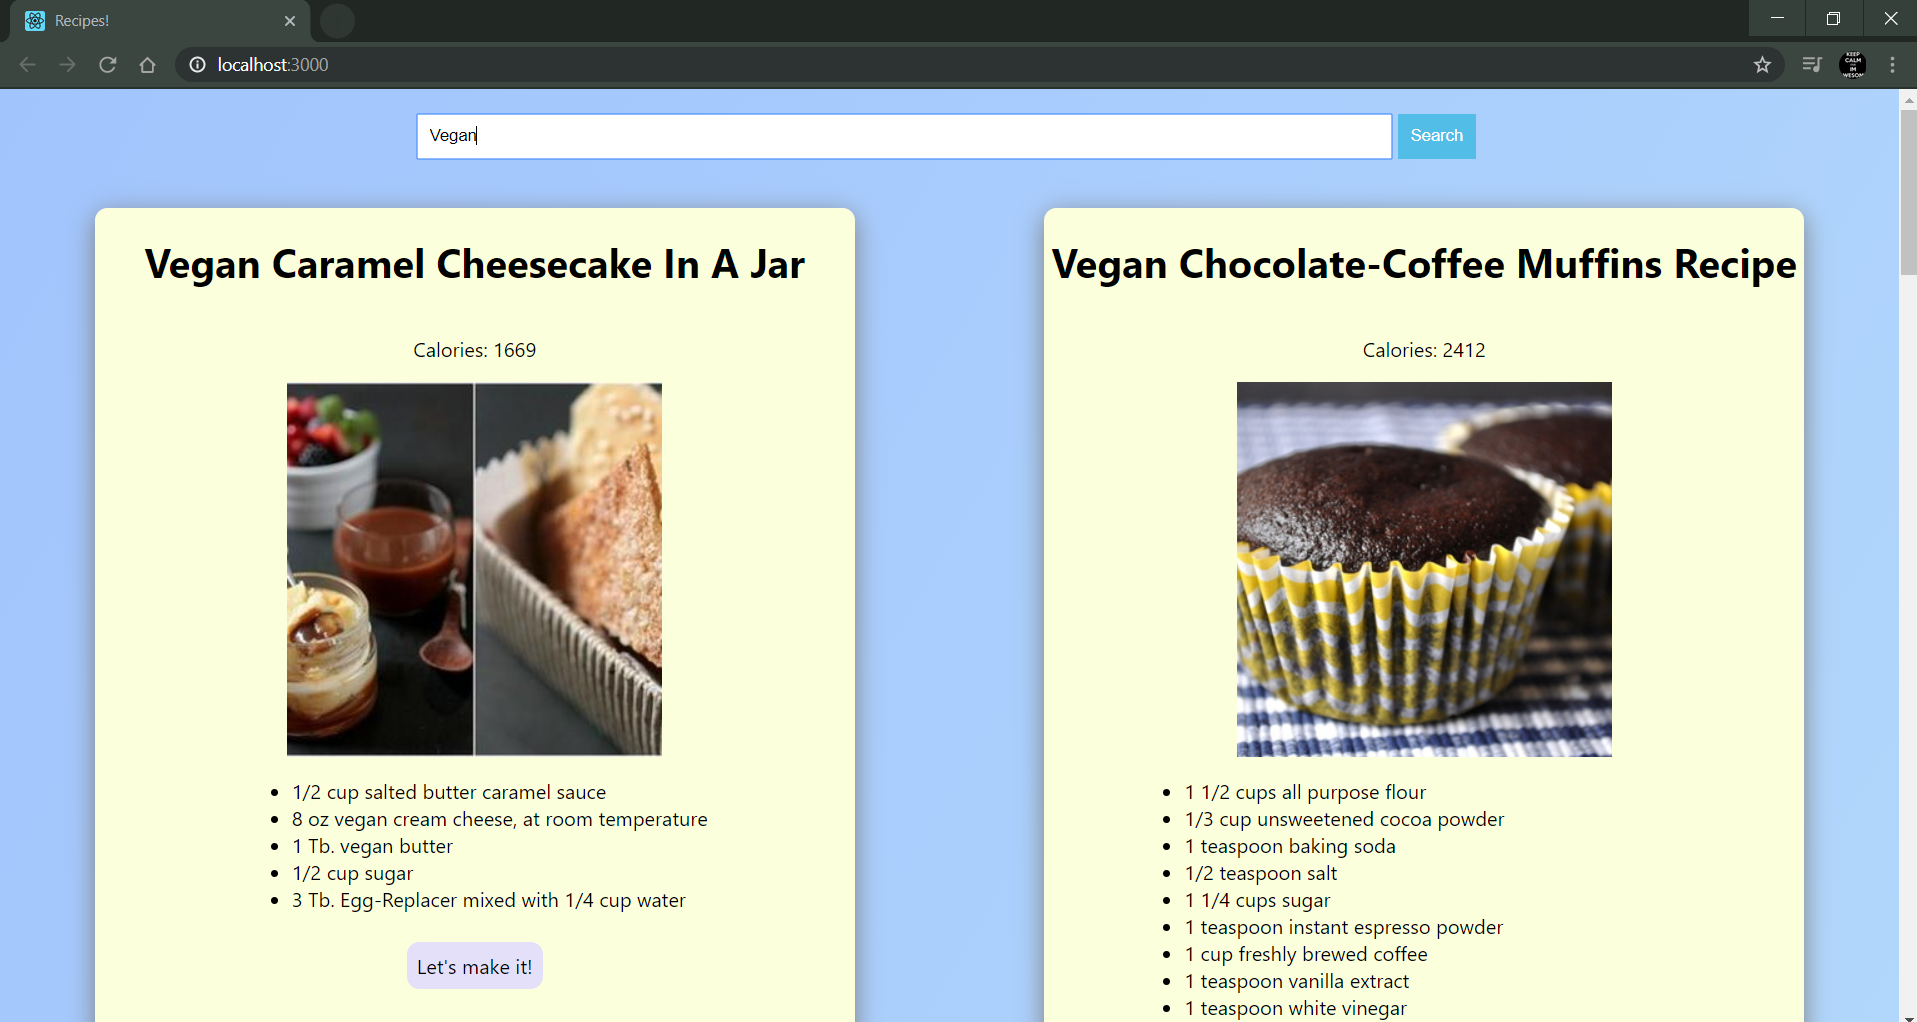 Recipes!
localhost:3000
KEEP
CALM
IM
Vegan
Search
Vegan Caramel Cheesecake In A Jar
Calories: 1669
1/2 cup salted butter caramel sauce
8 oz vegan cream cheese, at room temperature
1 Tb. vegan butter
1/2 cup sugar
3 Tb. Egg-Replacer mixed with 1/4 cup water
Let's make it!
Vegan Chocolate-Coffee Muffins Recipe
Calories: 2412
1 1/2 cups all purpose flour
1/3 cup unsweetened cocoa powder
1 teaspoon baking soda
1/2 teaspoon salt
1 1/4 cups sugar
1 teaspoon instant espresso powder
1 cup freshly brewed coffee
1 teaspoon vanilla extract
1 teaspoon white vinegar